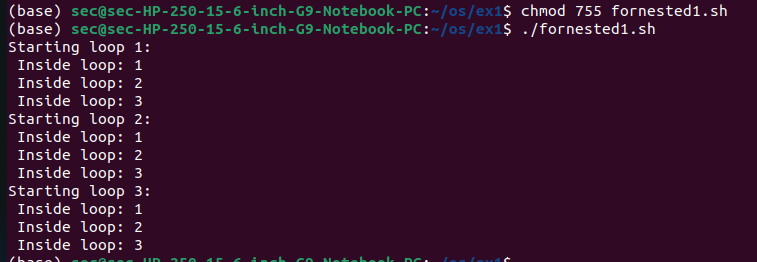 (base) sec@sec-HP-250-15-6-inch-G9-Notebook-PC:~/os/ex1$ chmod 755 fornested1.sh
(base) sec@sec-HP-250-15-6-inch-G9-Notebook-PC:~/os/ex1$ ./fornested1.sh
Starting loop 1:
 Inside loop: 1
 Inside loop: 2
 Inside loop: 3
Starting loop 2:
 Inside loop: 1
 Inside loop: 2
 Inside loop: 3
Starting loop 3:
 Inside loop: 1
 Inside loop: 2
 Inside loop: 3
(base) sec@sec-HP-250-15-6-inch-G9-Notebook-PC:~/os/ex1$